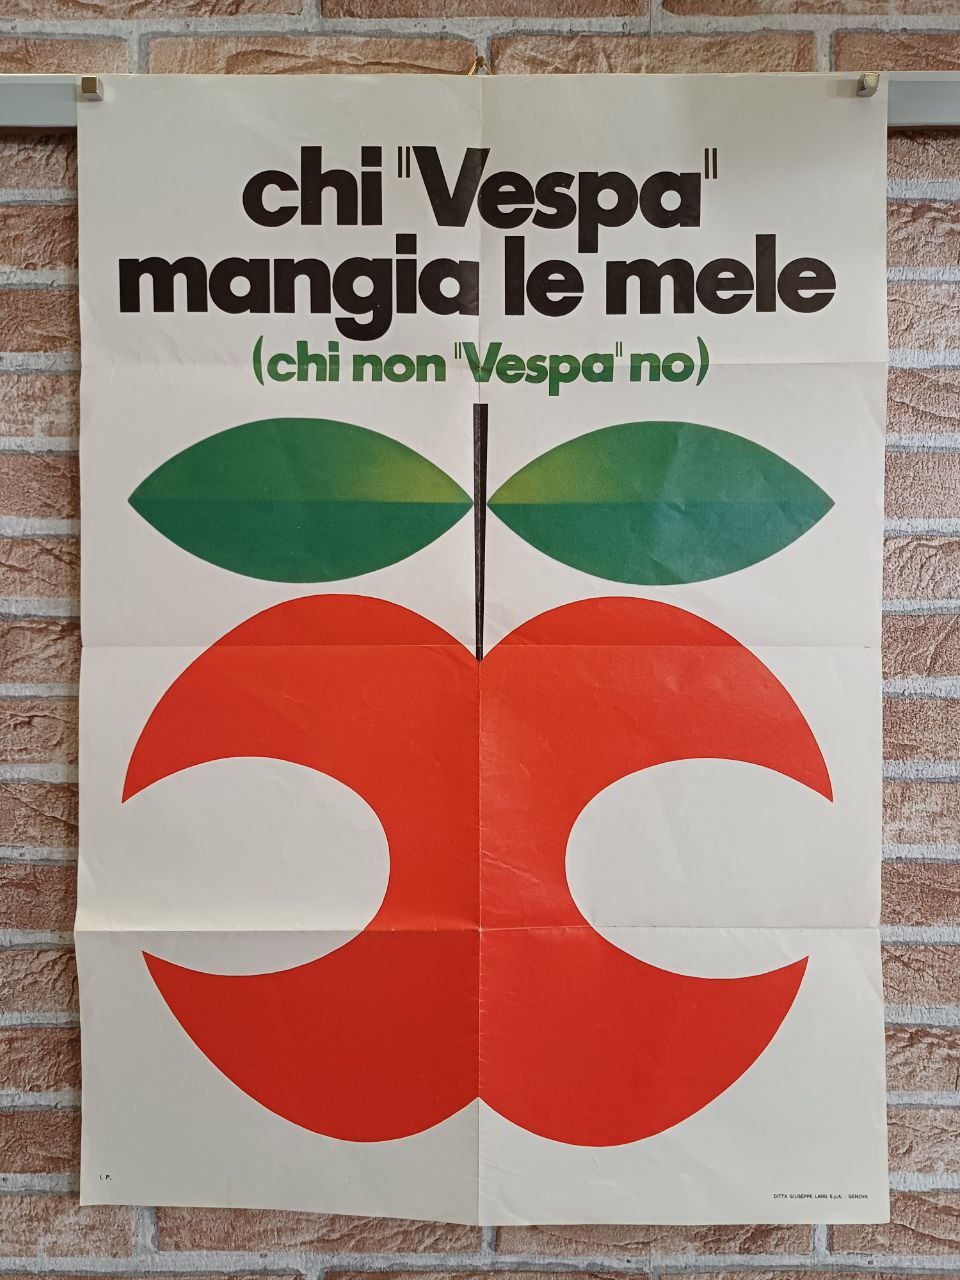 chi "Vespa"
mangia le mele
(chi non "Vespa" no)
I. P.
DITTA GIUSEPPE LANG S.p.A. - GENOVA